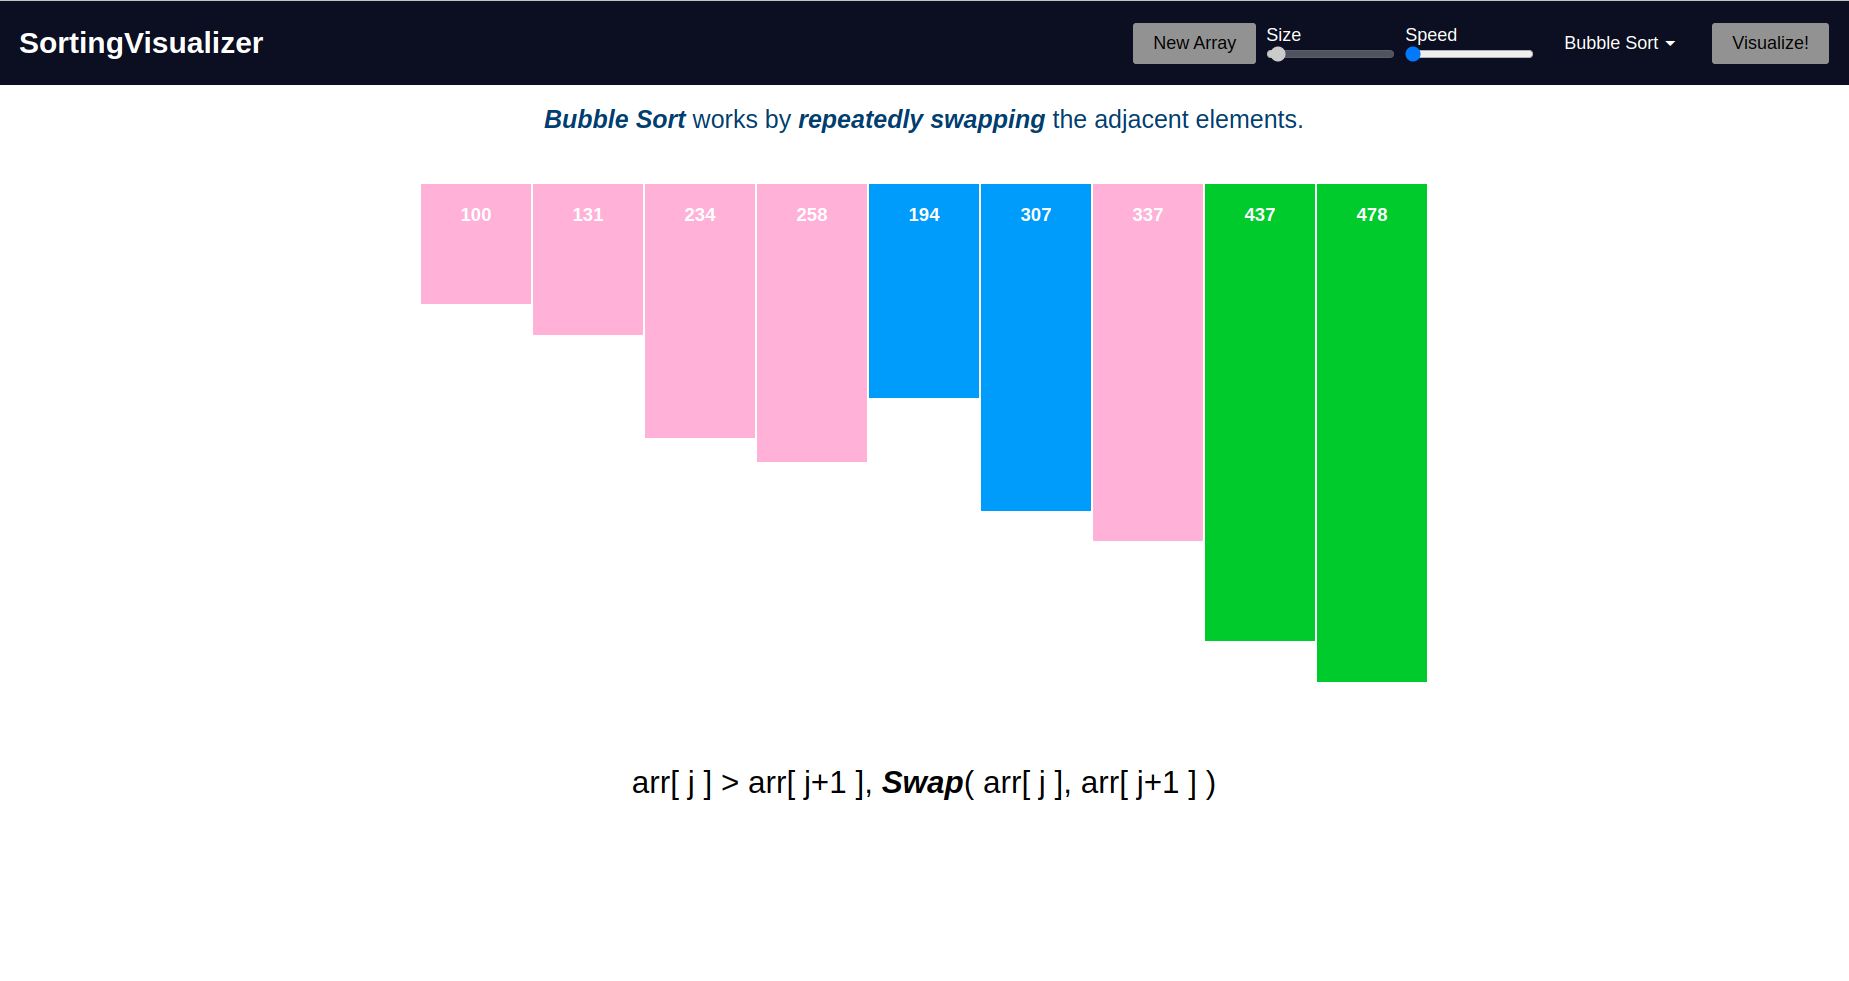 SortingVisualizer
New Array
Size
Speed
Bubble Sort
Visualize!
Bubble Sort works by repeatedly swapping the adjacent elements.
100 131 234 258 194 307 337 437 478
arr[ j ] > arr[ j+1 ], Swap( arr[ j ], arr[ j+1 ] )